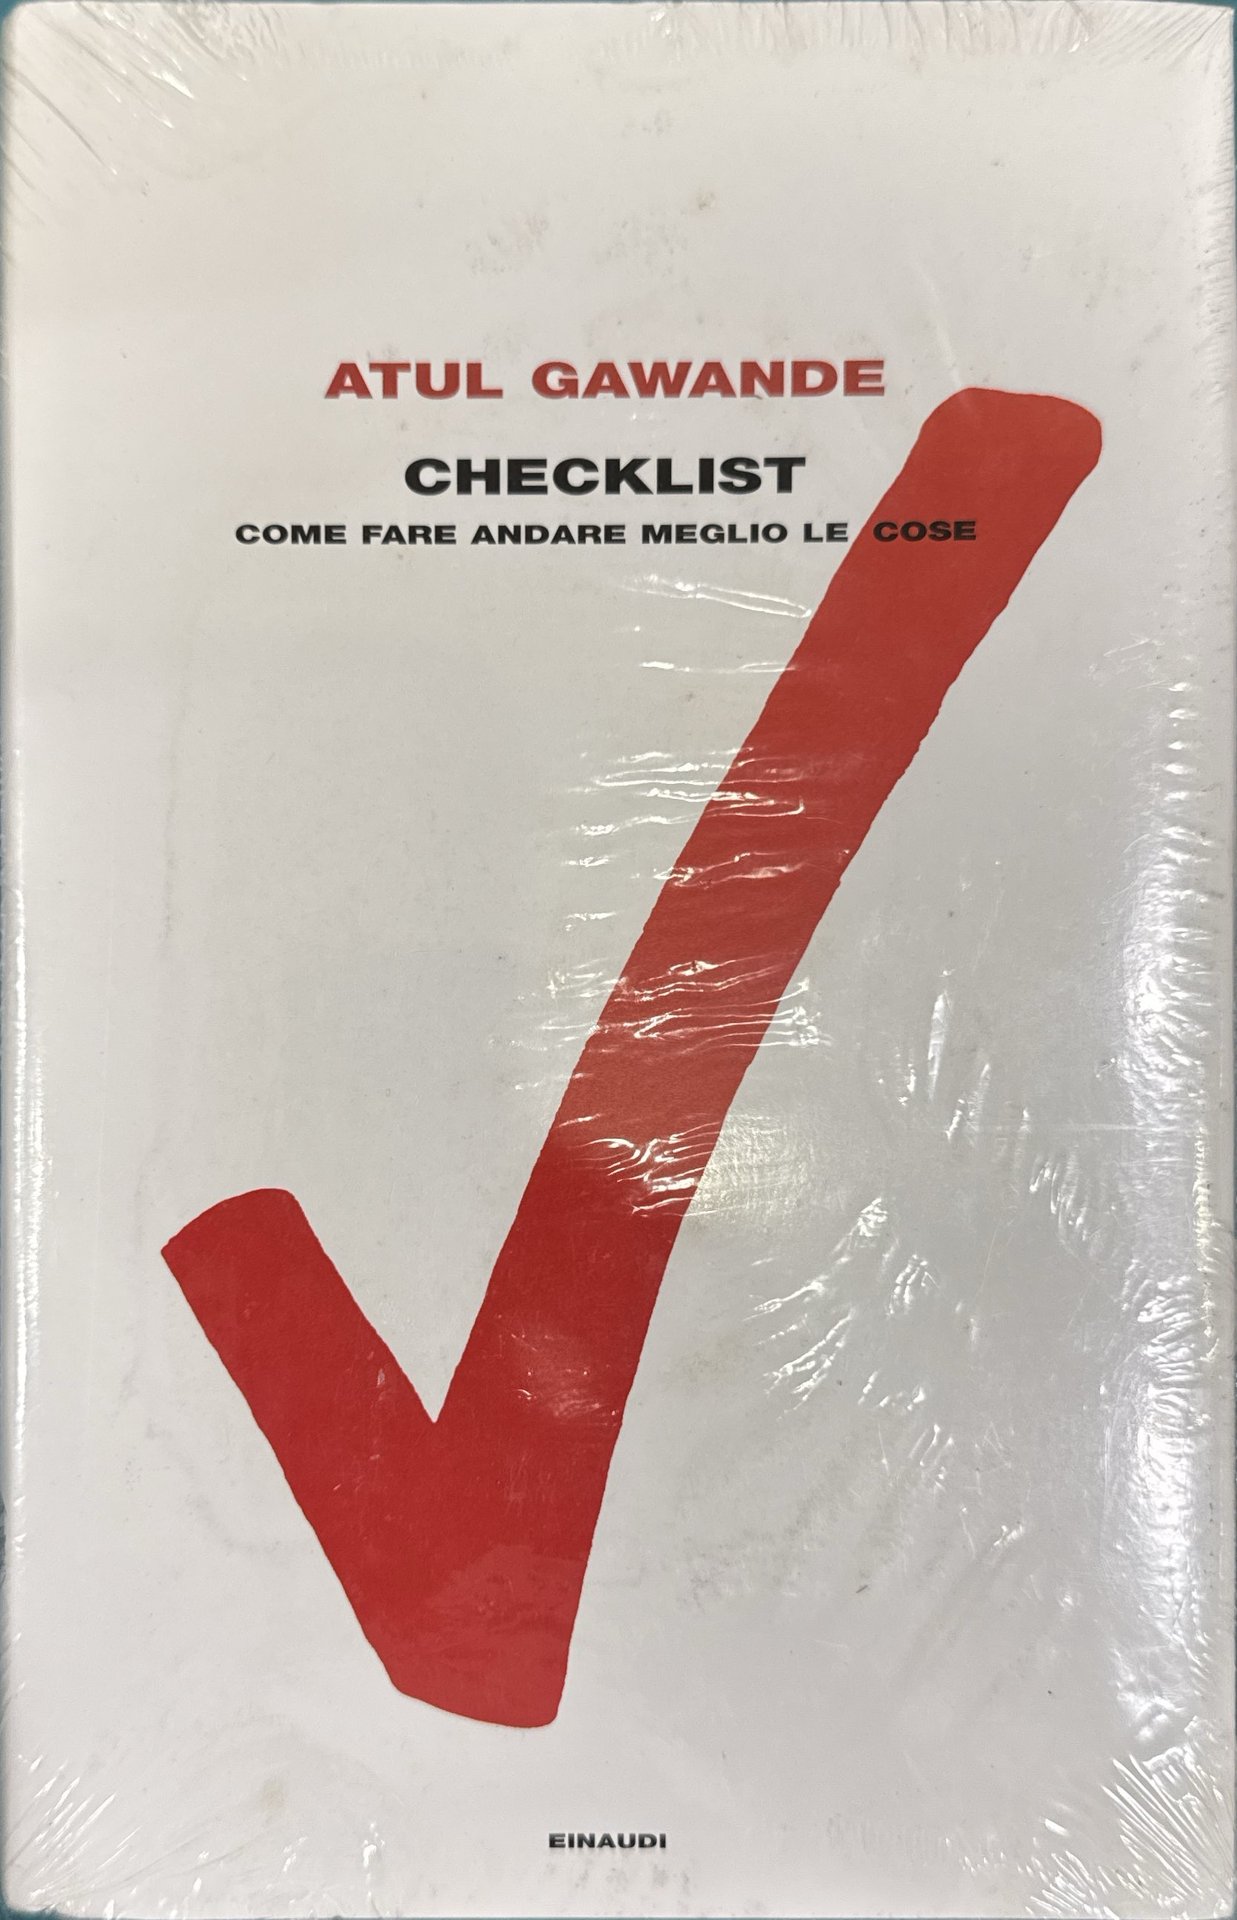 ATUL GAWANDE
CHECKLIST
COME FARE ANDARE MEGLIO LE COSE
EINAUDI